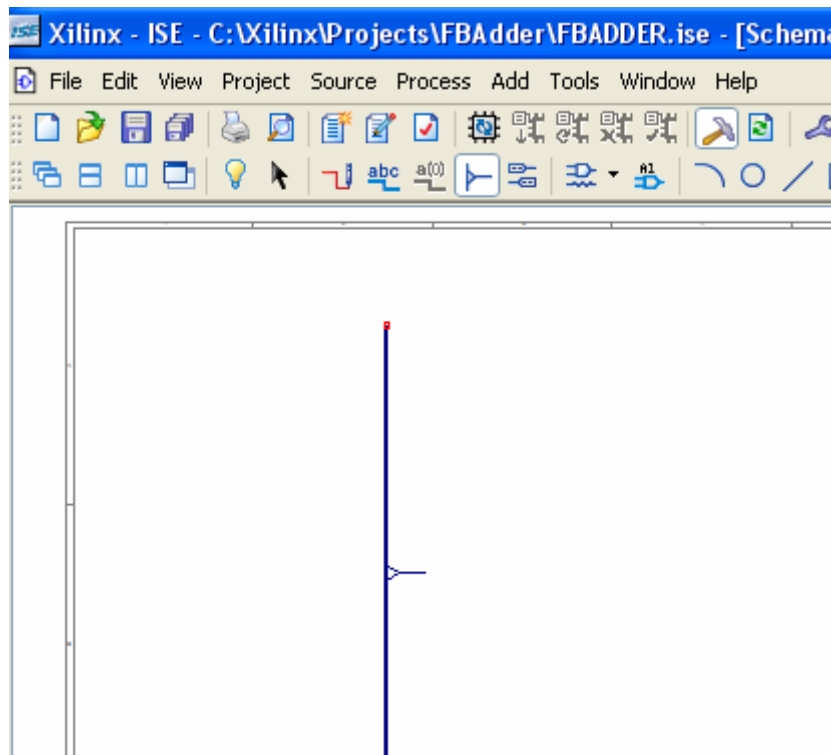 ISE Xilinx - ISE - C:\Xilinx\Projects\FBAdder\FBADDER.ise - [Schema
File Edit View Project Source Process Add Tools Window Help
abc a(0) A1